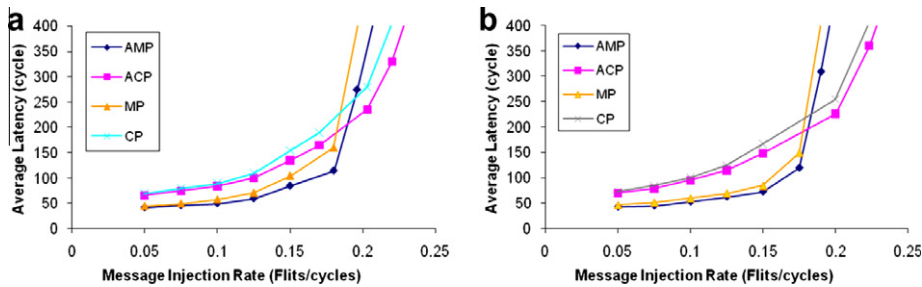 a
400
350
300
250
200
150
100
50
0
Average Latency (cycle)
AMP
ACP
MP
CP
0.05
0.1
0.15
0.2
0.25
Message Injection Rate (Flits/cycles)
b
400
350
300
250
200
150
100
50
0
Average Latency (cycle)
AMP
ACP
MP
CP
0.05
0.1
0.15
0.2
0.25
Message Injection Rate (Flits/cycles)